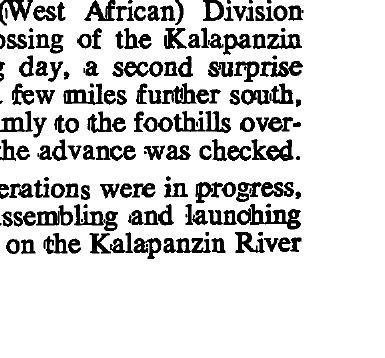 (West African) Division
ossing of the Kalapanzin
g day, a second surprise
few miles further south,
mly to the foothills over-
the advance was checked.
erations were in progress,
ssembling and launching
on the Kalapanzin River